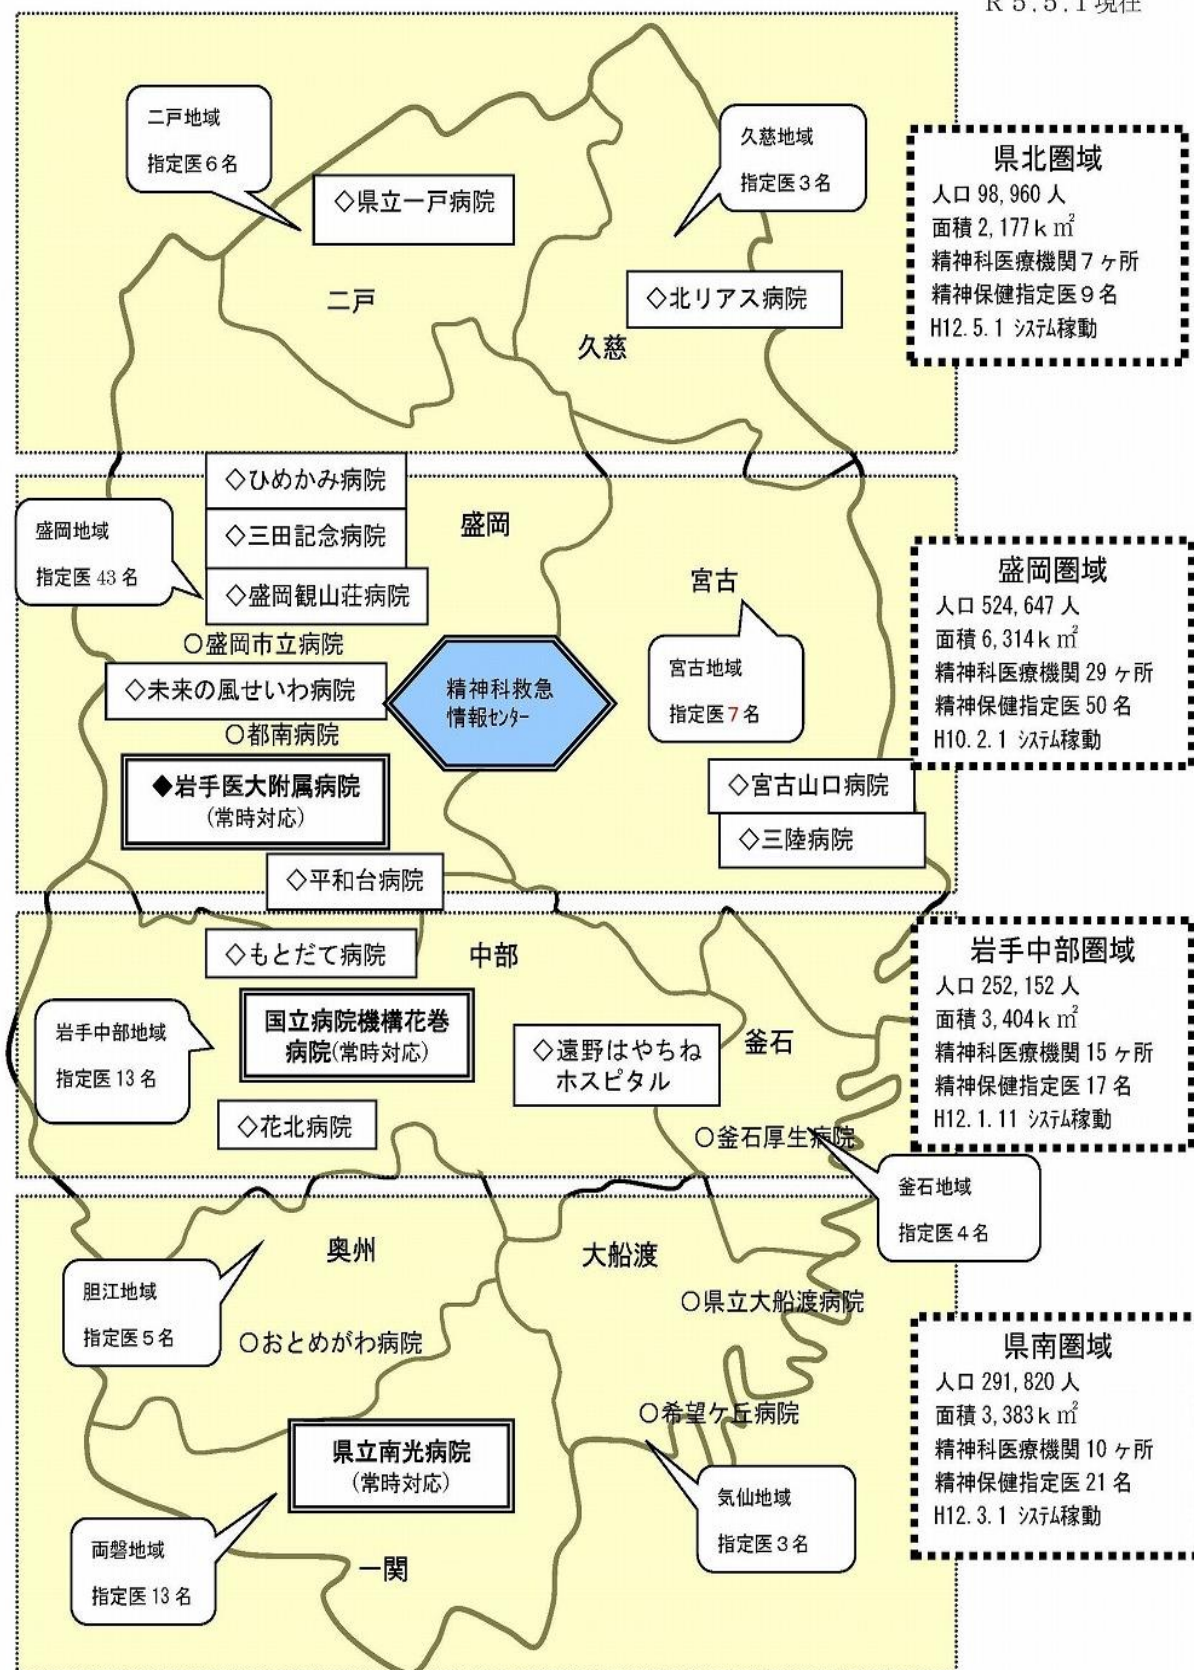 R 5.5.1現在
二戸地域
指定医6名
◇県立一戸病院
二戸
久慈地域
指定医3名
◇北リアス病院
久慈
県北圏域
人口 98,960 人
面積 2,177ｋ㎡
精神科医療機関 7 ヶ所
精神保健指定医 9 名
H12.5.1 ｼｽﾃﾑ稼動
◇ひめかみ病院
◇三田記念病院
◇盛岡観山荘病院
盛岡地域
指定医 43 名
盛岡
○盛岡市立病院
◇未来の風せいわ病院
○都南病院
◆岩手医大附属病院
(常時対応)
◇平和台病院
精神科救急
情報ｾﾝﾀｰ
宮古
宮古地域
指定医7名
◇宮古山口病院
◇三陸病院
盛岡圏域
人口 524,647 人
面積 6,314ｋ㎡
精神科医療機関 29 ヶ所
精神保健指定医 50 名
H10.2.1 ｼｽﾃﾑ稼動
◇もとだて病院
中部
岩手中部地域
指定医 13 名
国立病院機構花巻
病院(常時対応)
◇花北病院
◇遠野はやちね
ホスピタル
釜石
○釜石厚生病院
釜石地域
指定医4名
岩手中部圏域
人口 252,152 人
面積 3,404ｋ㎡
精神科医療機関 15 ヶ所
精神保健指定医 17 名
H12.1.11 ｼｽﾃﾑ稼動
奥州
胆江地域
指定医5名
○おとめがわ病院
大船渡
○県立大船渡病院
○希望ケ丘病院
気仙地域
指定医3名
県立南光病院
(常時対応)
両磐地域
指定医 13 名
一関
県南圏域
人口 291,820 人
面積 3,383ｋ㎡
精神科医療機関 10 ヶ所
精神保健指定医 21 名
H12.3.1 ｼｽﾃﾑ稼動